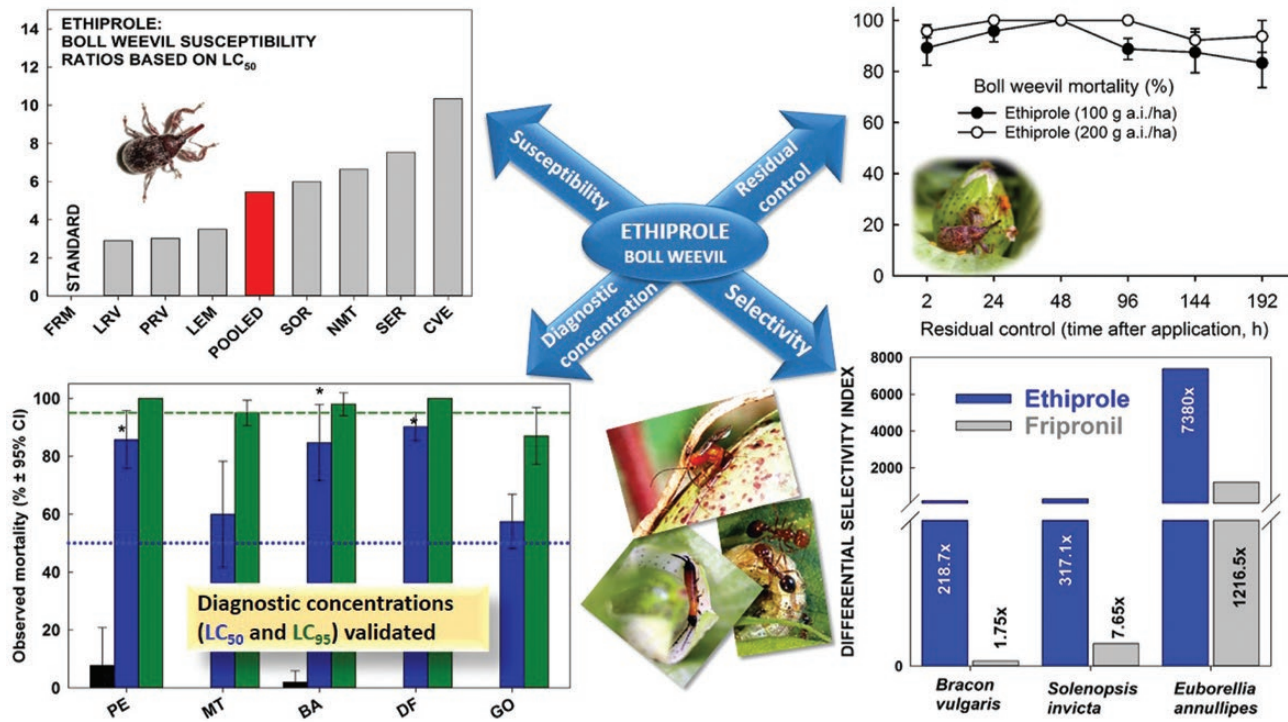 14
12
10
8
6
4
2
0
ETHIPROLE:
BOLL WEEVIL SUSCEPTIBILITY
RATIOS BASED ON LC50
STANDARD
FRM
LRV
PRV
LEM
POOLED
SOR
NMT
SER
CVE
Susceptibility
Residual
control
ETHIPROLE
BOLL WEEVIL
Diagnostic
concentration
Selectivity
100
80
60
40
20
0
Boll weevil mortality (%)
Ethiprole (100 g a.i./ha)
Ethiprole (200 g a.i./ha)
2 24 48 96 144 192
Residual control (time after application, h)
Observed mortality (% ± 95% CI)
100
80
60
40
20
0
*
*
*
Diagnostic concentrations
(LC50 and LC95) validated
PE
MT
BA
DF
GO
DIFFERENTIAL SELECTIVITY INDEX
8000
6000
4000
2000
0
Ethiprole
Fripronil
218.7x
1.75x
317.1x
7.65x
7380x
1216.5x
Bracon
vulgaris
Solenopsis
invicta
Euborellia
annullipes